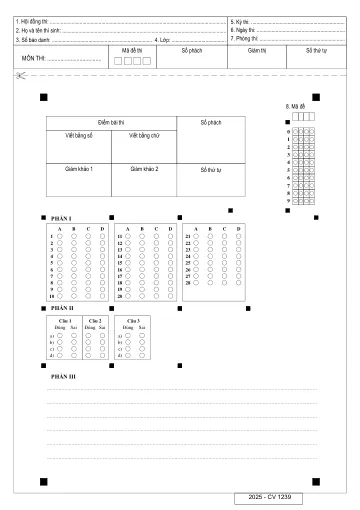 1. Hội đồng thi: ........................................ 5. Kỳ thi: ........................................
2. Họ và tên thí sinh: ........................................ 6. Ngày thi: ........................................
3. Số báo danh: ........................................ 4. Lớp: .................... 7. Phòng thi: ........................................
MÔN THI: ..............................
Mã đề thi Số phách Giám thị Số thứ tự
8. Mã đề
Điểm bài thi Số phách
Viết bằng số Viết bằng chữ
Giám khảo 1 Giám khảo 2 Số thứ tự
0
1
2
3
4
5
6
7
8
9
PHẦN I
A B C D A B C D A B C D
1 11 21
2 12 22
3 13 23
4 14 24
5 15 25
6 16 26
7 17 27
8 18 28
9 19
10 20
PHẦN II
Câu 1 Câu 2 Câu 3
Đúng Sai Đúng Sai Đúng Sai
a) a)
b) b)
c) c)
d) d)
PHẦN III
2025 - CV 1239